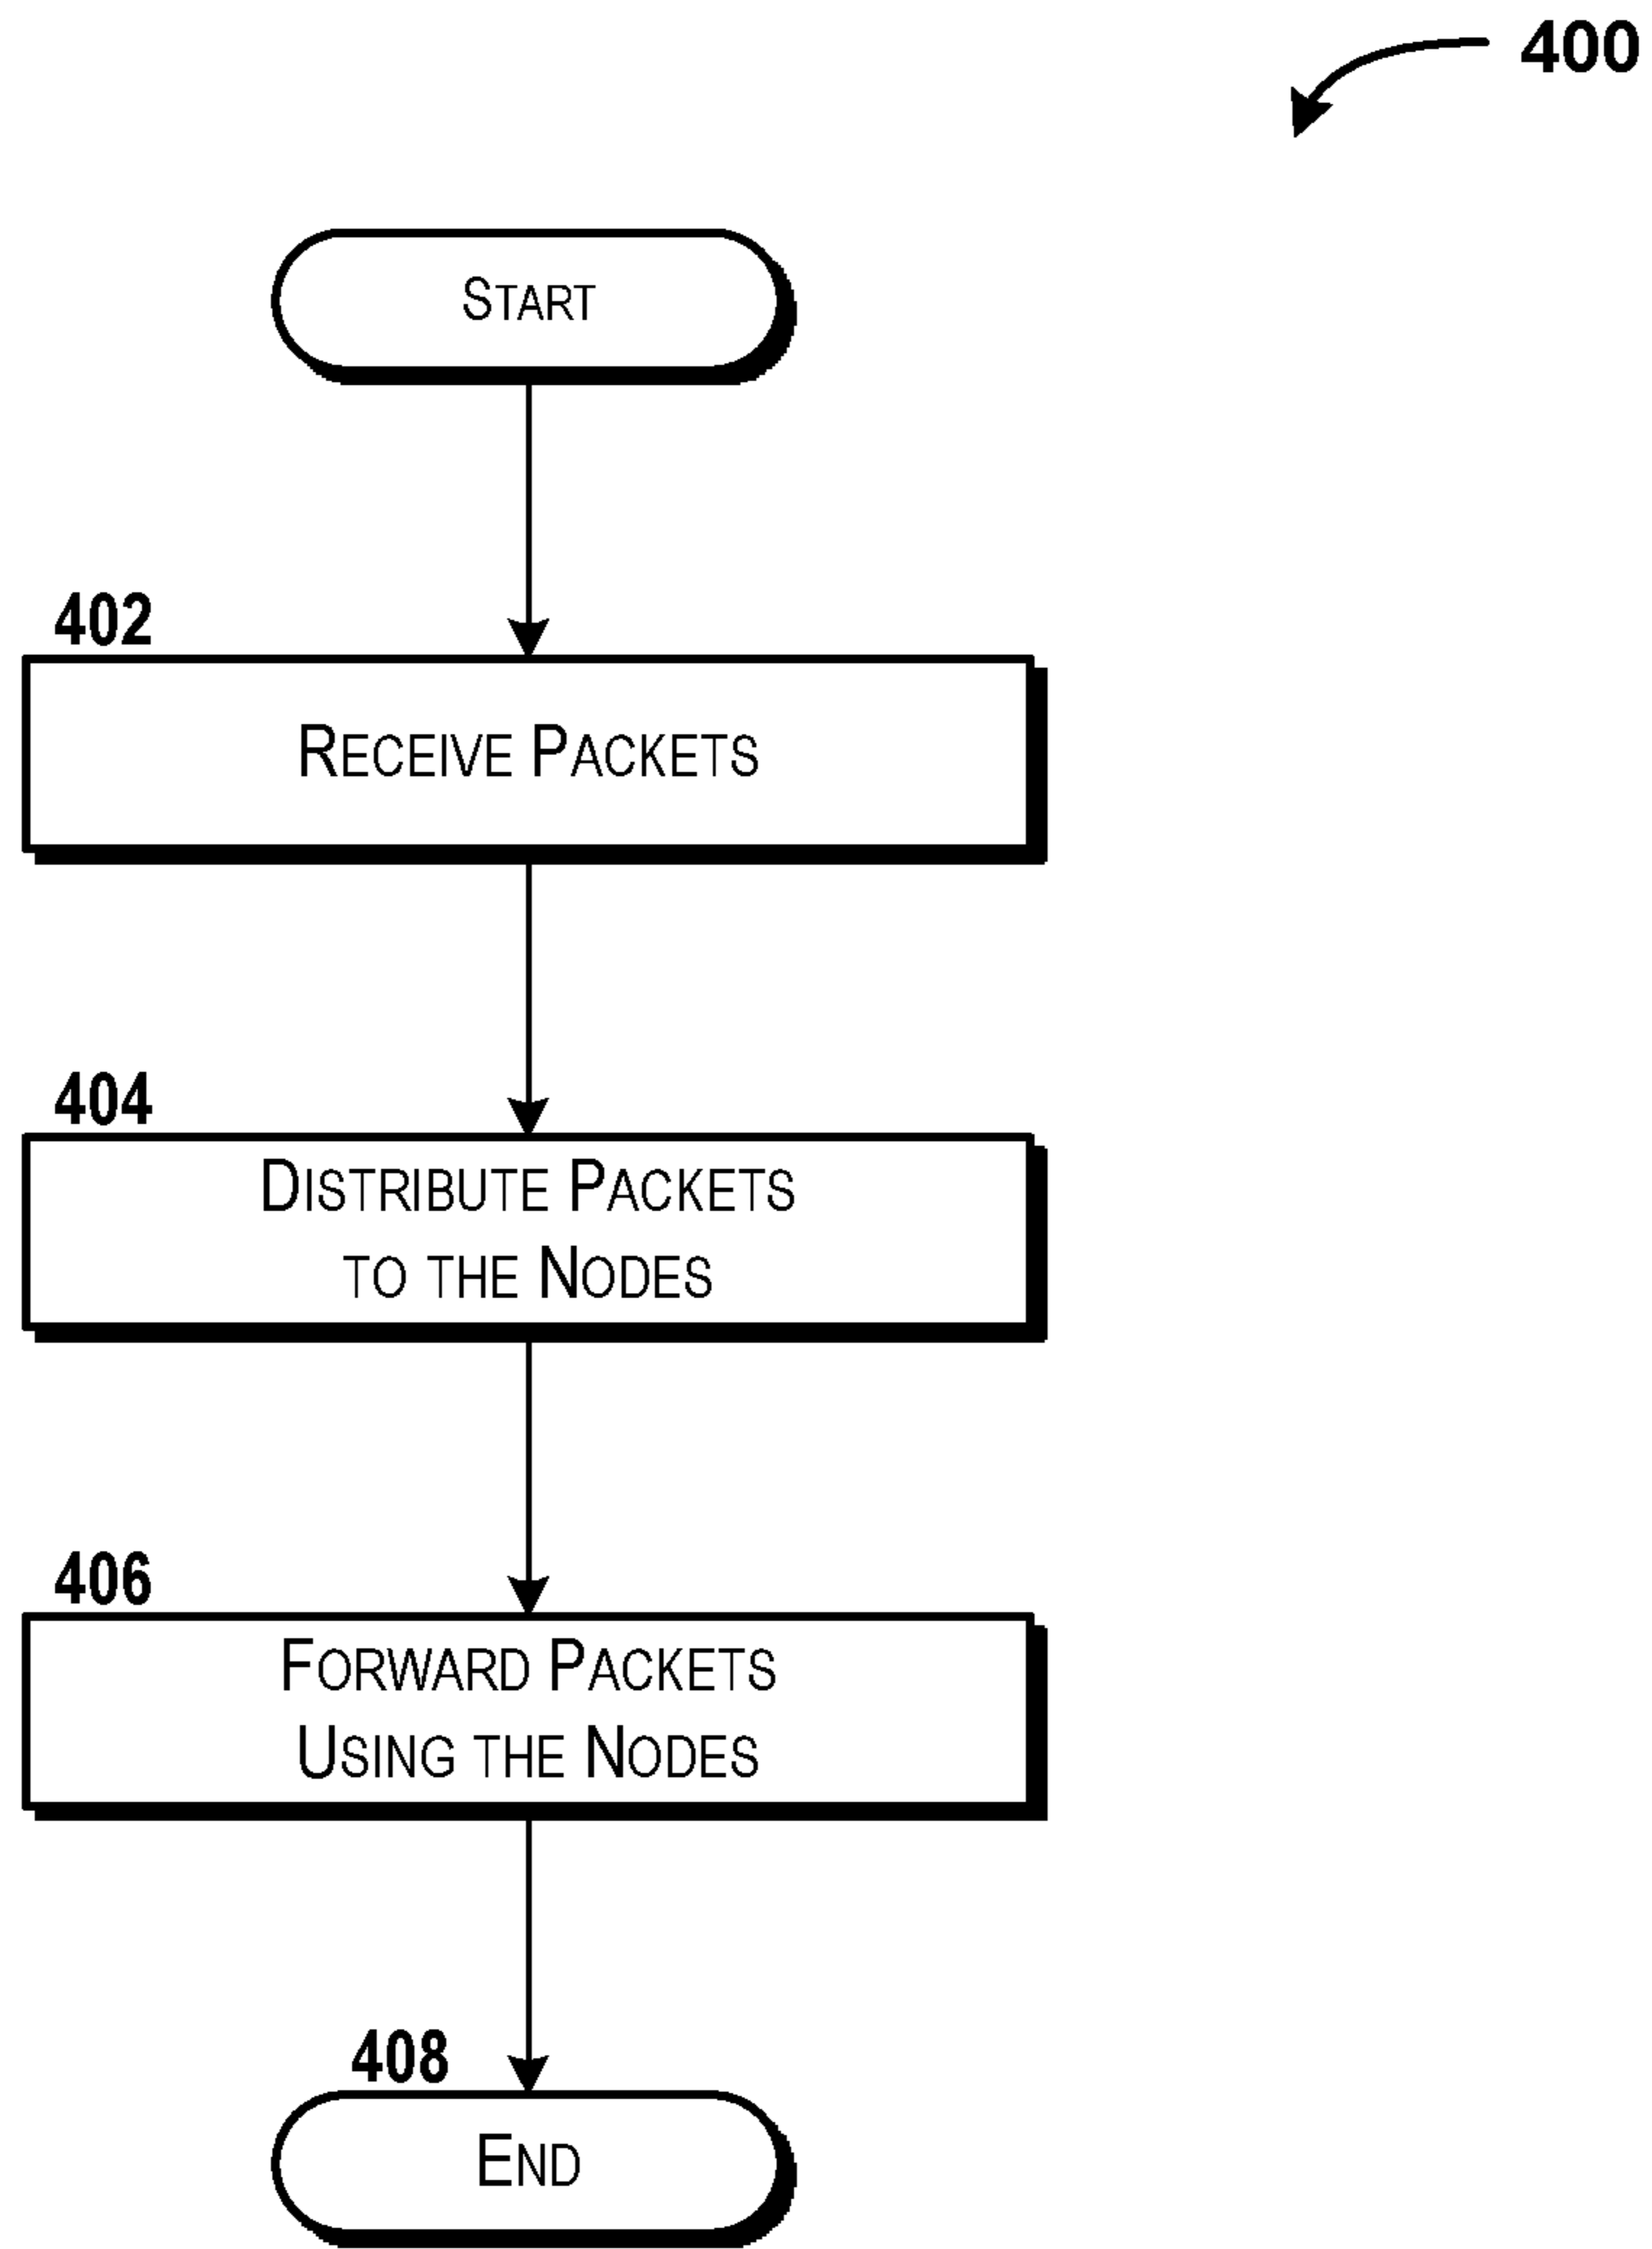 400
START
402
RECEIVE PACKETS
404
DISTRIBUTE PACKETS
TO THE NODES
406
FORWARD PACKETS
USING THE NODES
408
END